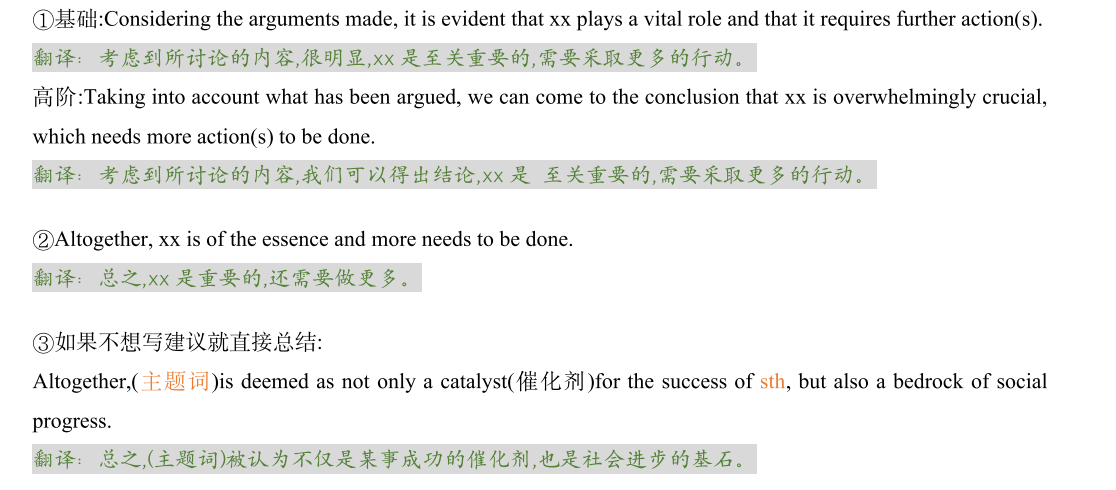 ①基础:Considering the arguments made, it is evident that xx plays a vital role and that it requires further action(s).
翻译：考虑到所讨论的内容,很明显,xx 是至关重要的,需要采取更多的行动。
高阶:Taking into account what has been argued, we can come to the conclusion that xx is overwhelmingly crucial,
which needs more action(s) to be done.
翻译：考虑到所讨论的内容,我们可以得出结论,xx 是 至关重要的,需要采取更多的行动。
②Altogether, xx is of the essence and more needs to be done.
翻译：总之,xx 是重要的,还需要做更多。
③如果不想写建议就直接总结:
Altogether,(主题词)is deemed as not only a catalyst(催化剂)for the success of sth, but also a bedrock of social
progress.
翻译：总之,(主题词)被认为不仅是某事成功的催化剂,也是社会进步的基石。